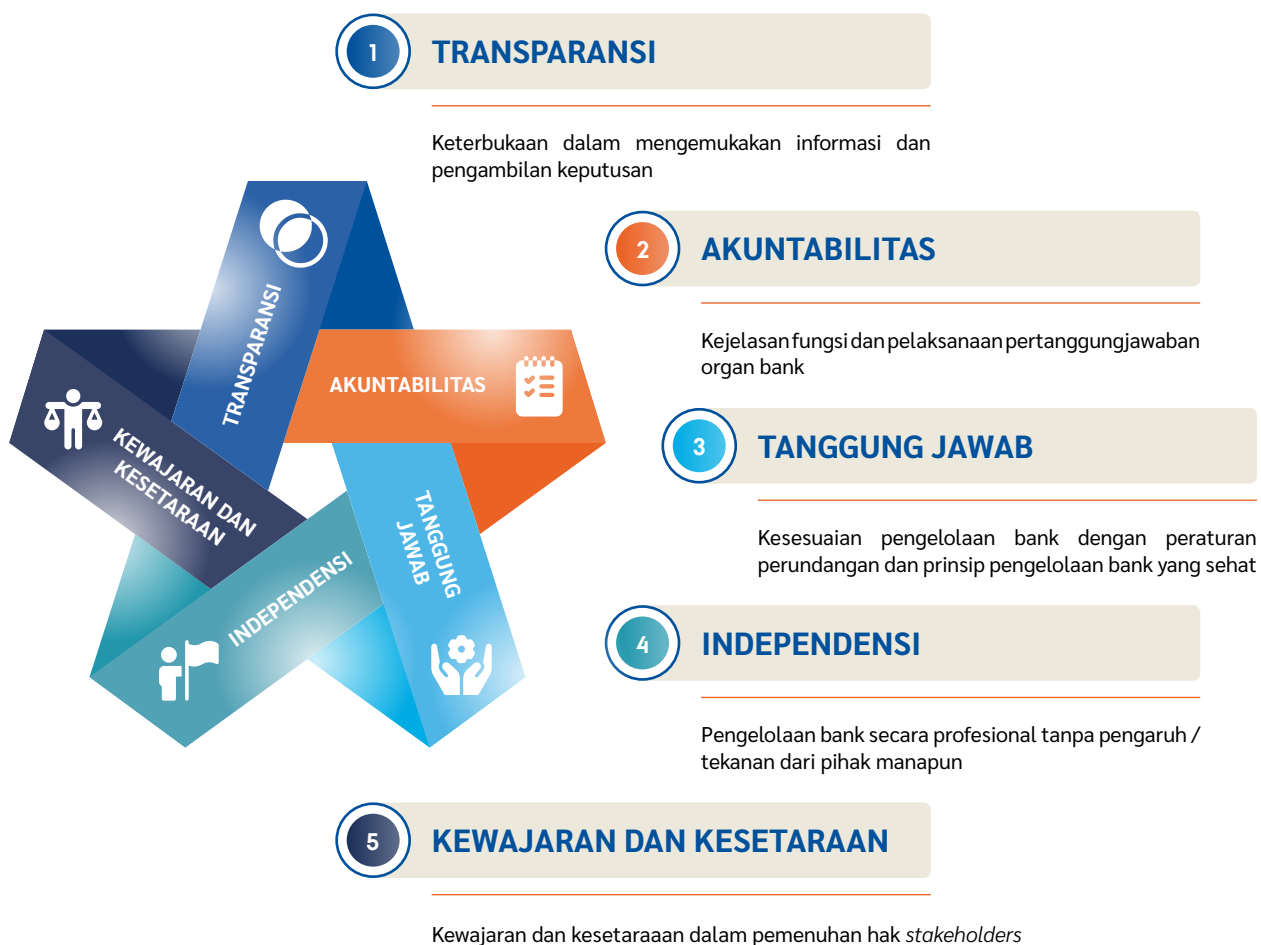 1
TRANSPARANSI
Keterbukaan dalam mengemukakan informasi dan
pengambilan keputusan
2
AKUNTABILITAS
Kejelasan fungsi dan pelaksanaan pertanggungjawaban
organ bank
3
TANGGUNG JAWAB
Kesesuaian pengelolaan bank dengan peraturan
perundangan dan prinsip pengelolaan bank yang sehat
4
INDEPENDENSI
Pengelolaan bank secara profesional tanpa pengaruh /
tekanan dari pihak manapun
5
KEWAJARAN DAN KESETARAAN
Kewajaran dan kesetaraaan dalam pemenuhan hak stakeholders
TRANSPARANSI
AKUNTABILITAS
TANGGUNG
JAWAB
INDEPENDENSI
KEWAJARAN DAN
KESETARAAN